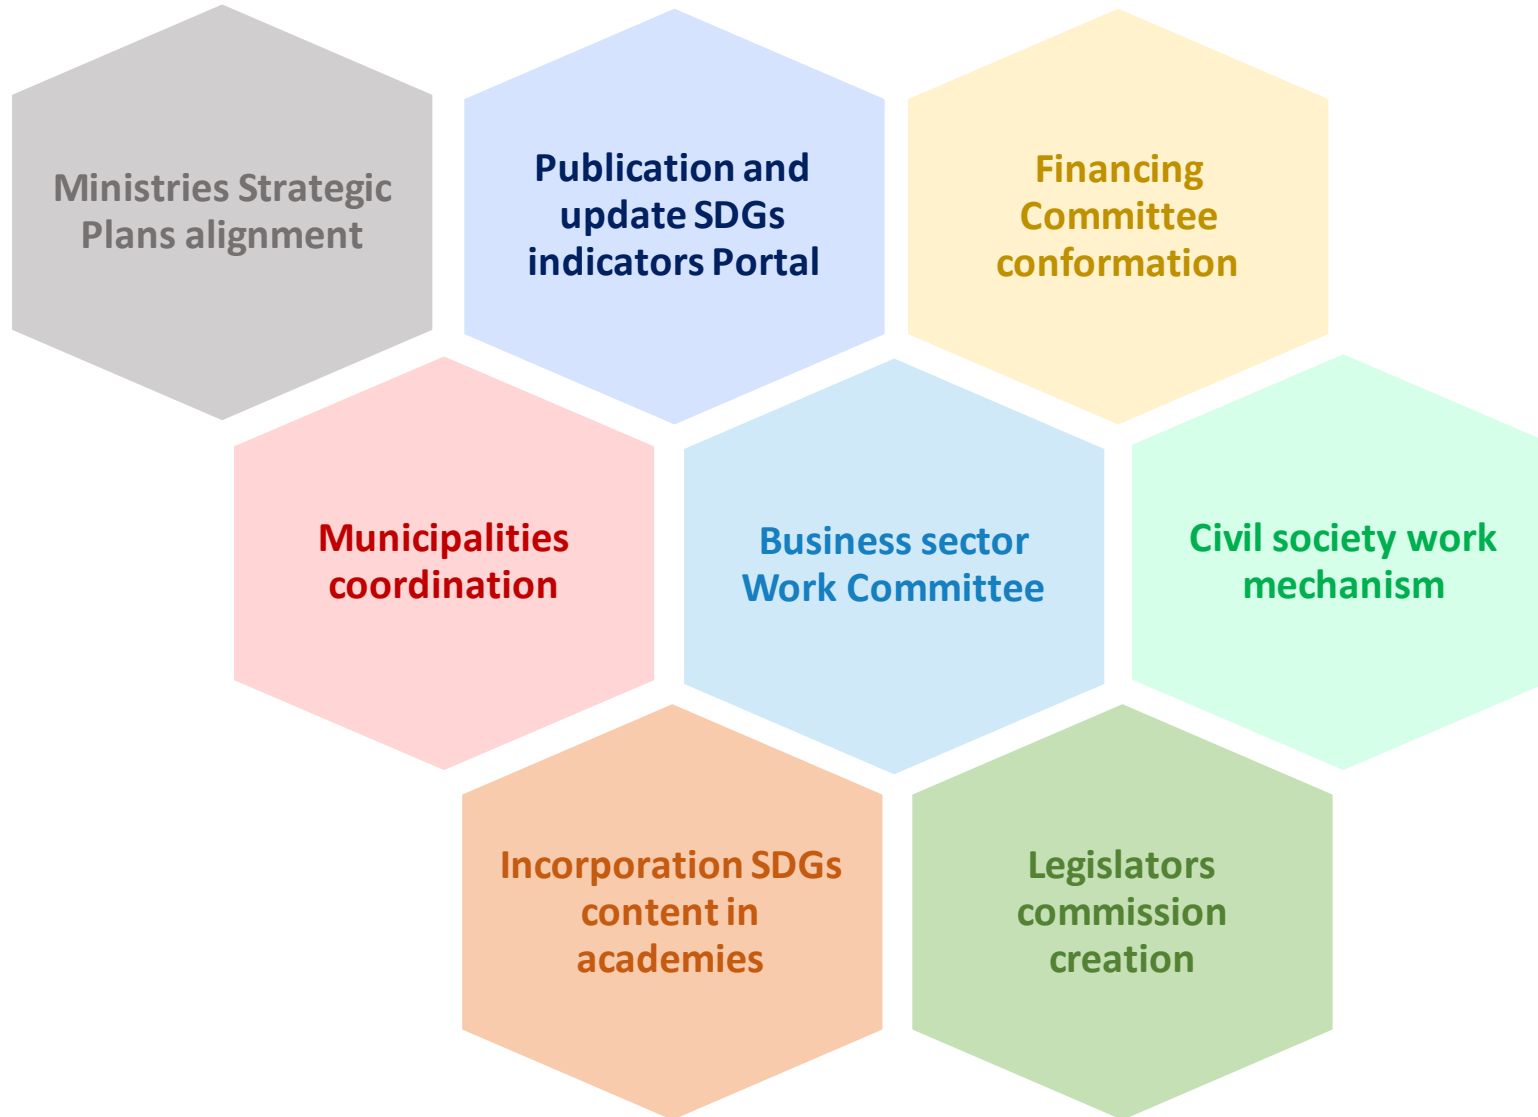 Ministries Strategic
Plans alignment
Publication and
update SDGs
indicators Portal
Financing
Committee
conformation
Municipalities
coordination
Business sector
Work Committee
Civil society work
mechanism
Incorporation SDGs
content in
academies
Legislators
commission
creation